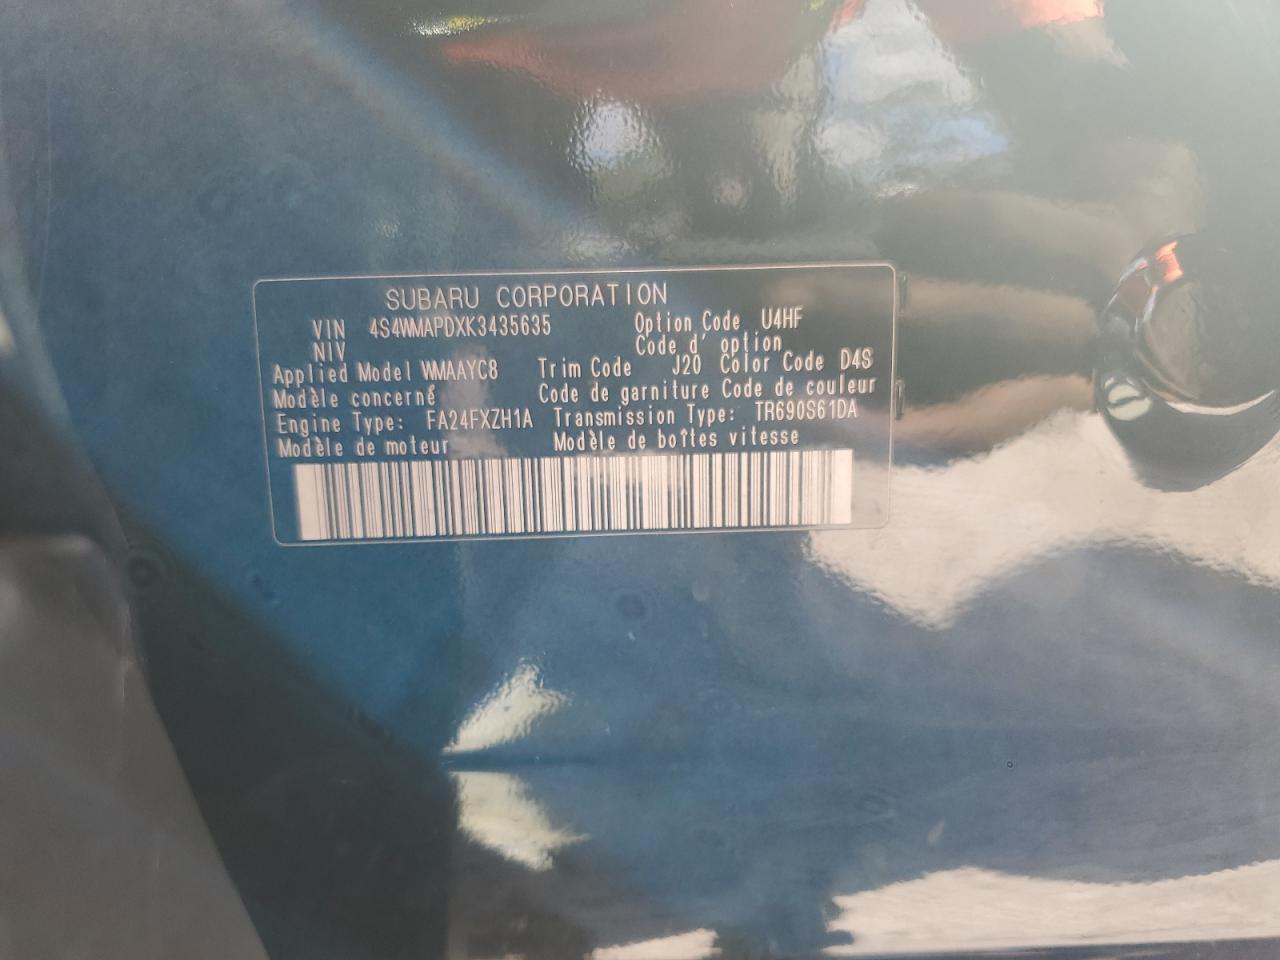 SUBARU CORPORATION
VIN 4S4WMAPDXK3435635 Option Code U4HF
NIV Code d' option
Applied Model WMAAYC8 Trim Code J20 Color Code D4S
Modèle concerné Code de garniture Code de couleur
Engine Type: FA24FXZH1A Transmission Type: TR690S61DA
Modèle de moteur Modèle de boîtes vitesse